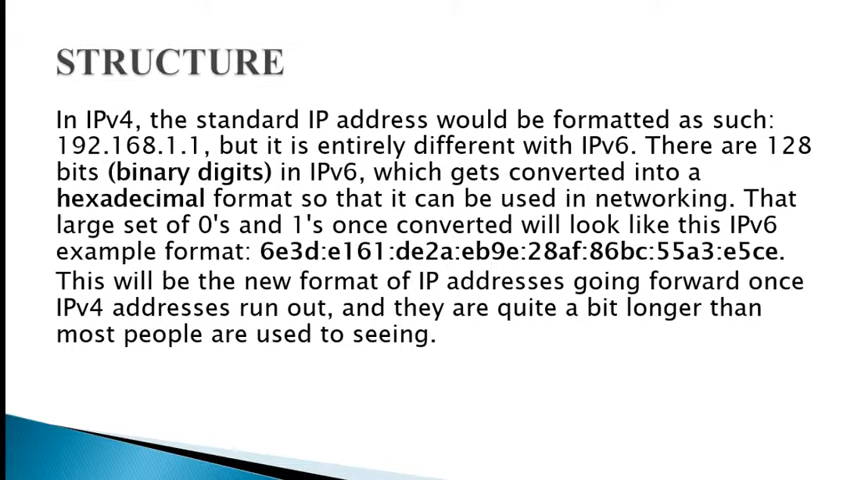 STRUCTURE
In IPv4, the standard IP address would be formatted as such:
192.168.1.1, but it is entirely different with IPv6. There are 128
bits (binary digits) in IPv6, which gets converted into a
hexadecimal format so that it can be used in networking. That
large set of 0's and 1's once converted will look like this IPv6
example format: 6e3d:e161:de2a:eb9e:28af:86bc:55a3:e5ce.
This will be the new format of IP addresses going forward once
IPv4 addresses run out, and they are quite a bit longer than
most people are used to seeing.